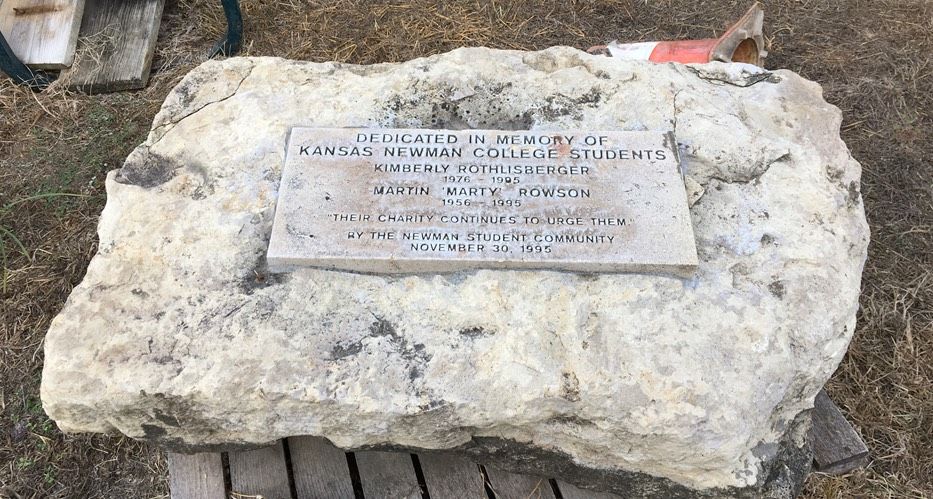 DEDICATED IN MEMORY OF
KANSAS NEWMAN COLLEGE STUDENTS
KIMBERLY ROTHLISBERGER
1976 - 1995
MARTIN 'MARTY' ROWSON
1956 - 1995
"THEIR CHARITY CONTINUES TO URGE THEM."
BY THE NEWMAN STUDENT COMMUNITY
NOVEMBER 30, 1995